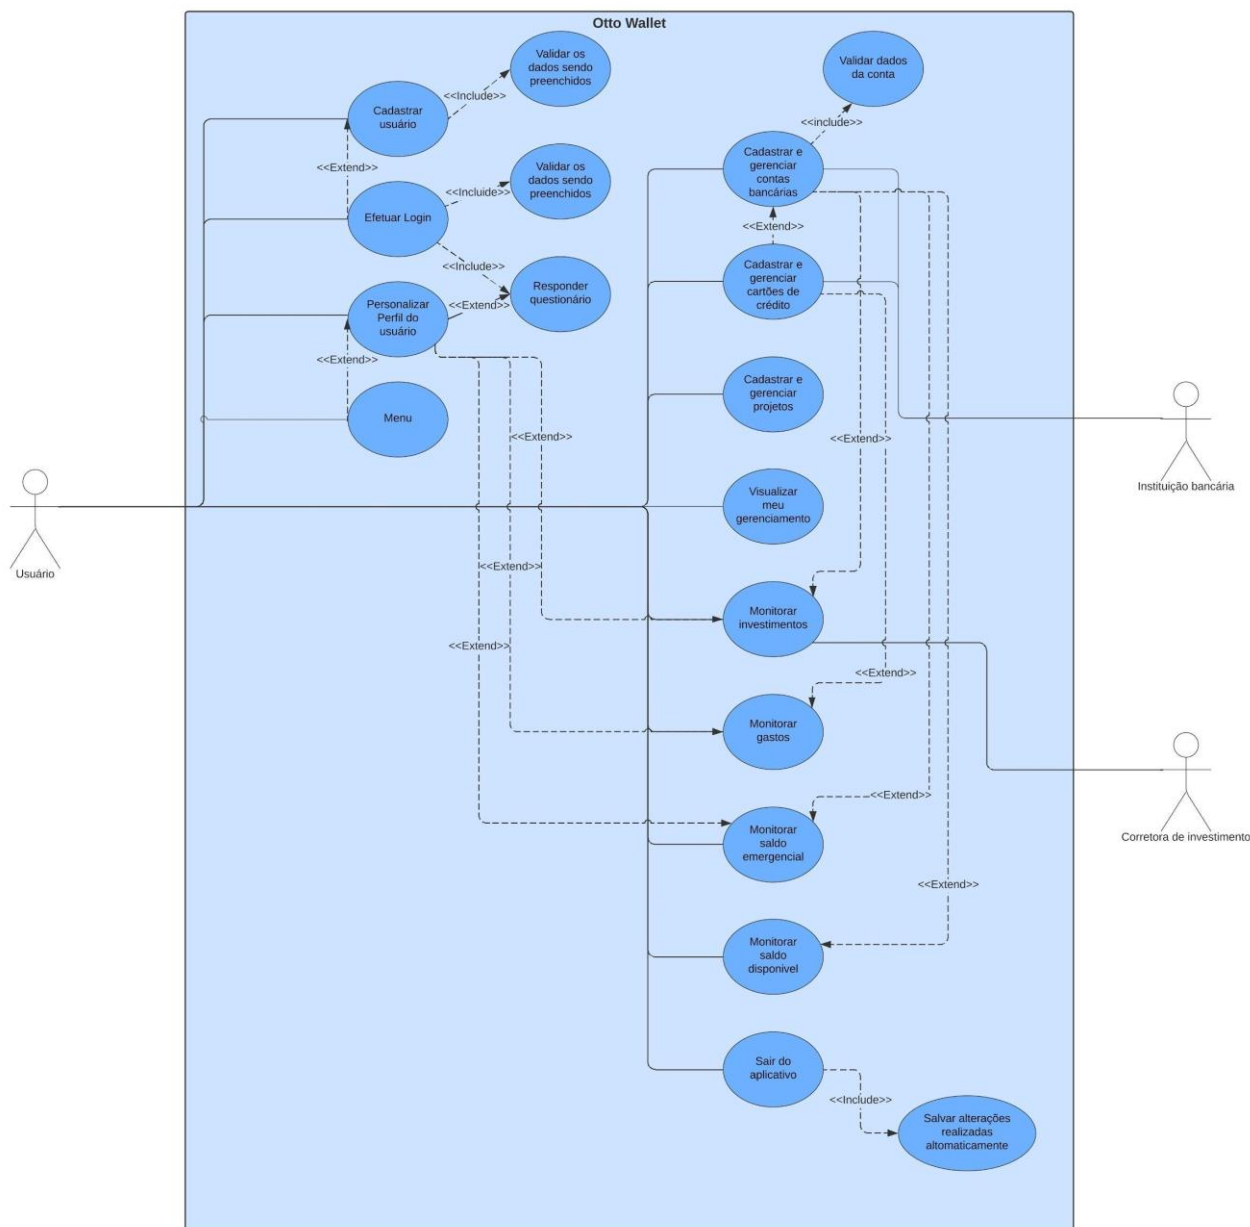 Otto Wallet
Validar os
dados sendo
preenchidos
<<Include>>
Cadastrar
usuário
<<Extend>>
Validar os
dados sendo
preenchidos
<<Incluide>>
Efetuar Login
<<Include>>
Responder
questionário
<<Extend>>
Personalizar
Perfil do
usuário
<<Extend>>
Menu
<<Extend>>
<<Extend>>
<<Extend>>
Usuário
Validar dados
da conta
<<include>>
Cadastrar e
gerenciar
contas
bancárias
<<Extend>>
Cadastrar e
gerenciar
cartões de
crédito
Cadastrar e
gerenciar
projetos
<<Extend>>
Visualizar
meu
gerenciamento
Monitorar
investimentos
<<Extend>>
Monitorar
gastos
<<Extend>>
Monitorar
saldo
emergencial
<<Extend>>
Monitorar
saldo
disponivel
Sair do
aplicativo
<<Include>>
Salvar alterações
realizadas
altomaticamente
Instituição bancária
Corretora de investimento